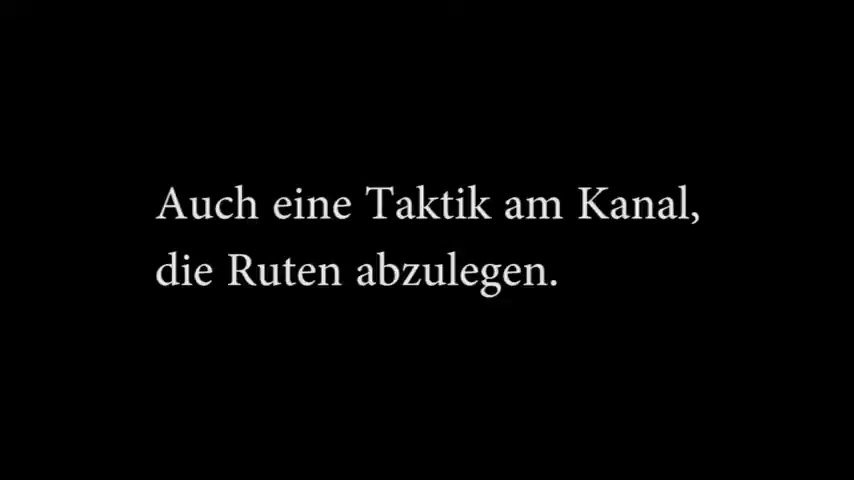 Auch eine Taktik am Kanal,
die Ruten abzulegen.